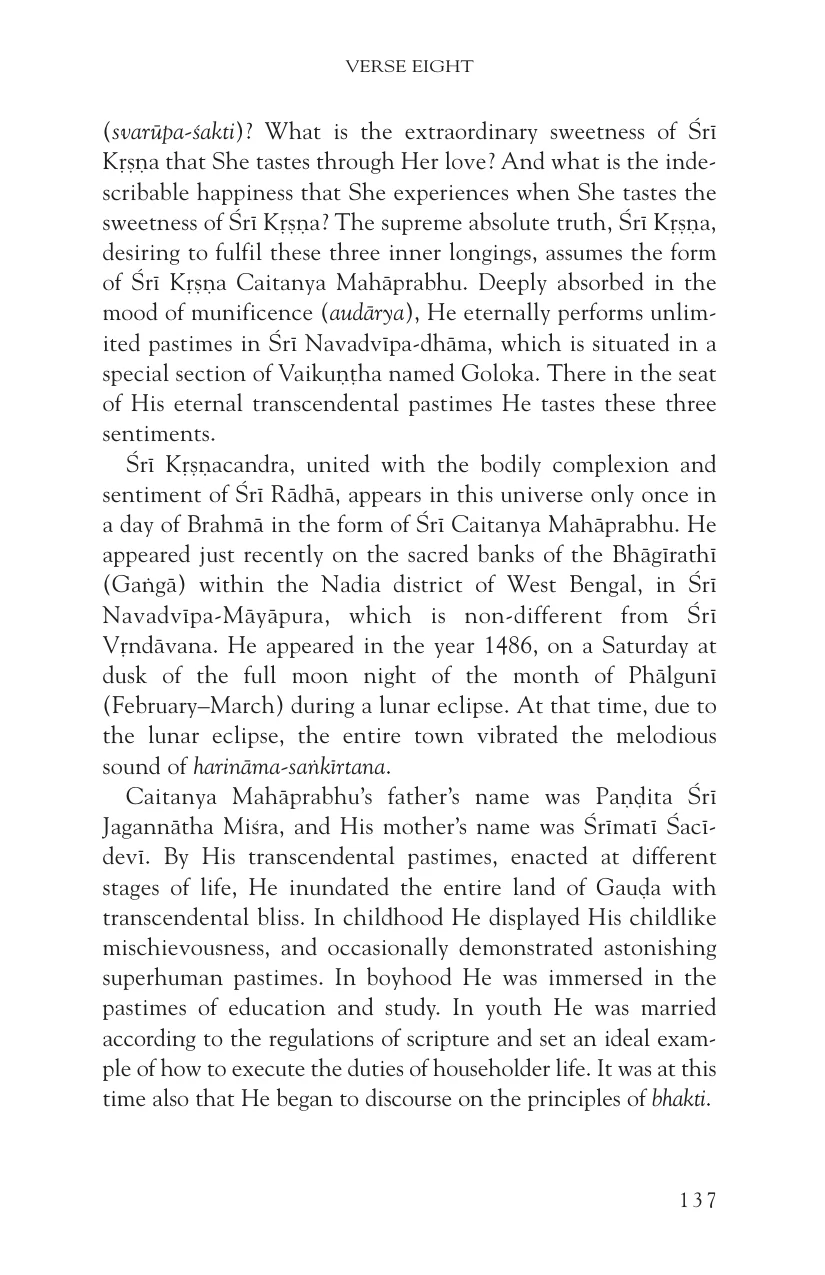 VERSE EIGHT
(svarūpa-śakti)? What is the extraordinary sweetness of Śrī
Kṛṣṇa that She tastes through Her love? And what is the inde-
scribable happiness that She experiences when She tastes the
sweetness of Śrī Kṛṣṇa? The supreme absolute truth, Śrī Kṛṣṇa,
desiring to fulfil these three inner longings, assumes the form
of Śrī Kṛṣṇa Caitanya Mahāprabhu. Deeply absorbed in the
mood of munificence (audārya), He eternally performs unlim-
ited pastimes in Śrī Navadvīpa-dhāma, which is situated in a
special section of Vaikuṇṭha named Goloka. There in the seat
of His eternal transcendental pastimes He tastes these three
sentiments.
Śrī Kṛṣṇacandra, united with the bodily complexion and
sentiment of Śrī Rādhā, appears in this universe only once in
a day of Brahmā in the form of Śrī Caitanya Mahāprabhu. He
appeared just recently on the sacred banks of the Bhāgīrathī
(Gaṅgā) within the Nadia district of West Bengal, in Śrī
Navadvīpa-Māyāpura, which is non-different from Śrī
Vṛndāvana. He appeared in the year 1486, on a Saturday at
dusk of the full moon night of the month of Phālgunī
(February–March) during a lunar eclipse. At that time, due to
the lunar eclipse, the entire town vibrated the melodious
sound of harināma-saṅkīrtana.
Caitanya Mahāprabhu’s father’s name was Paṇḍita Śrī
Jagannātha Miśra, and His mother’s name was Śrīmatī Śacī-
devī. By His transcendental pastimes, enacted at different
stages of life, He inundated the entire land of Gauḍa with
transcendental bliss. In childhood He displayed His childlike
mischievousness, and occasionally demonstrated astonishing
superhuman pastimes. In boyhood He was immersed in the
pastimes of education and study. In youth He was married
according to the regulations of scripture and set an ideal exam-
ple of how to execute the duties of householder life. It was at this
time also that He began to discourse on the principles of bhakti.
137